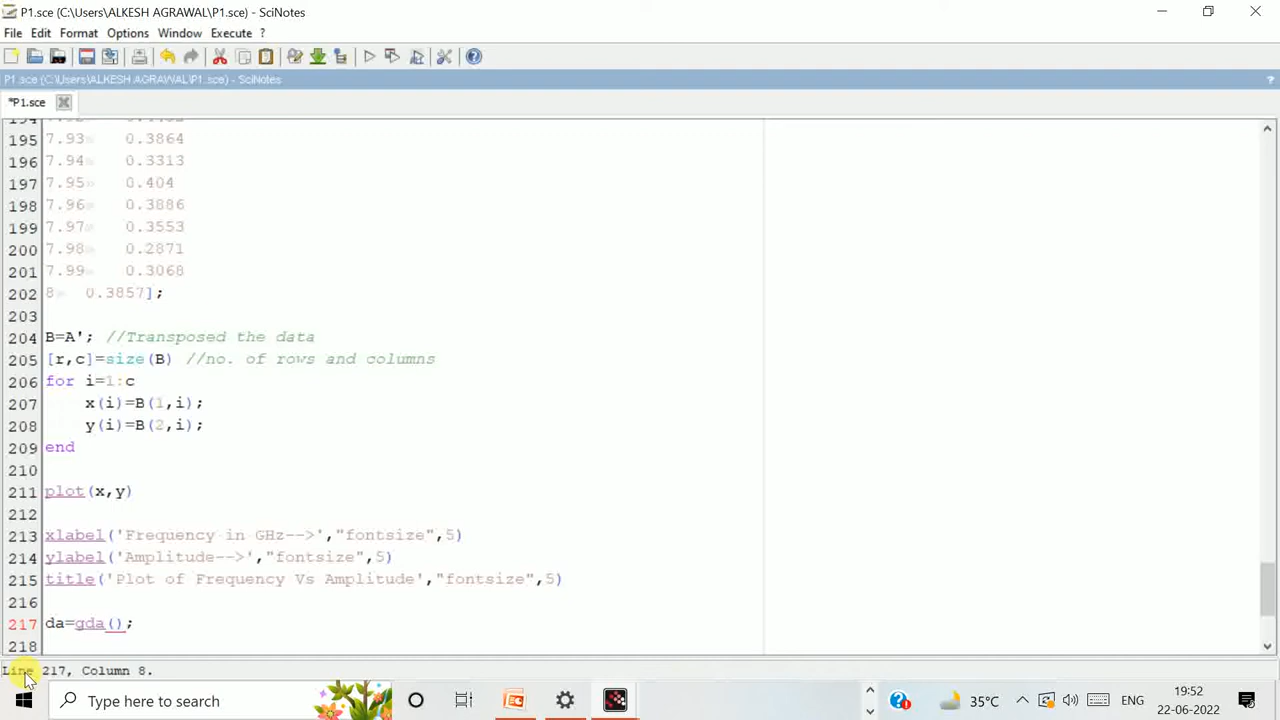 P1.sce (C:\Users\ALKESH AGRAWAL\P1.sce) - SciNotes
File Edit Format Options Window Execute ?
P1.sce (C:\Users\ALKESH AGRAWAL\P1.sce) - SciNotes
*P1.sce
195 7.93 0.3864
196 7.94 0.3313
197 7.95 0.404
198 7.96 0.3886
199 7.97 0.3553
200 7.98 0.2871
201 7.99 0.3068
202 8 0.3857];
203
204 B=A'; //Transposed the data
205 [r,c]=size(B) //no. of rows and columns
206 for i=1:c
207 x(i)=B(1,i);
208 y(i)=B(2,i);
209 end
210
211 plot(x,y)
212
213 xlabel('Frequency in GHz-->',"fontsize",5)
214 ylabel('Amplitude-->',"fontsize",5)
215 title('Plot of Frequency Vs Amplitude',"fontsize",5)
216
217 da=gda();
218
Line 217, Column 8.
Type here to search
35°C
ENG
19:52
22-06-2022